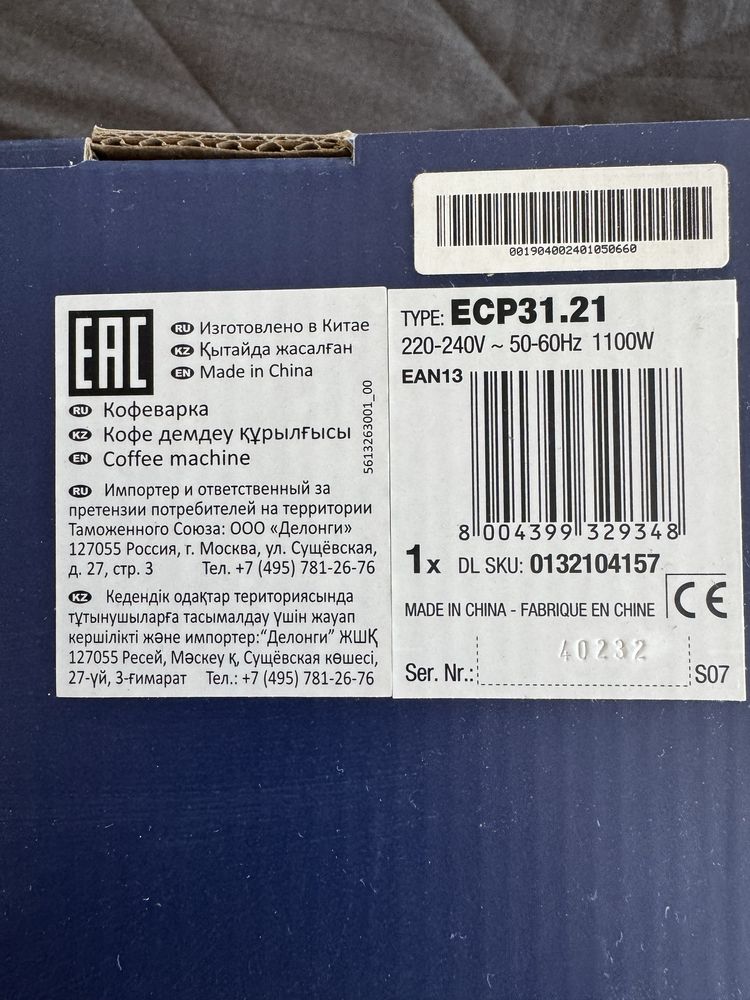 001904002401050660
EAC
RU Изготовлено в Китае
KZ Қытайда жасалған
EN Made in China
RU Кофеварка
KZ Кофе демдеу құрылғысы
EN Coffee machine
5613263001_00
RU Импортер и ответственный за
претензии потребителей на территории
Таможенного Союза: ООО «Делонги»
127055 Россия, г. Москва, ул. Сущёвская,
д. 27, стр. 3 Тел. +7 (495) 781-26-76
KZ Кедендік одақтар териториясында
тұтынушыларға тасымалдау үшін жауап
кершілікті және импортер:“Делонги” ЖШҚ
127055 Ресей, Мәскеу қ, Сущёвская көшесі,
27-үй, 3-ғимарат Тел.: +7 (495) 781-26-76
TYPE: ECP31.21
220-240V ~ 50-60Hz 1100W
EAN13
8 004399 329348
1x DL SKU: 0132104157
MADE IN CHINA - FABRIQUE EN CHINE CE
40232
Ser. Nr.: S07